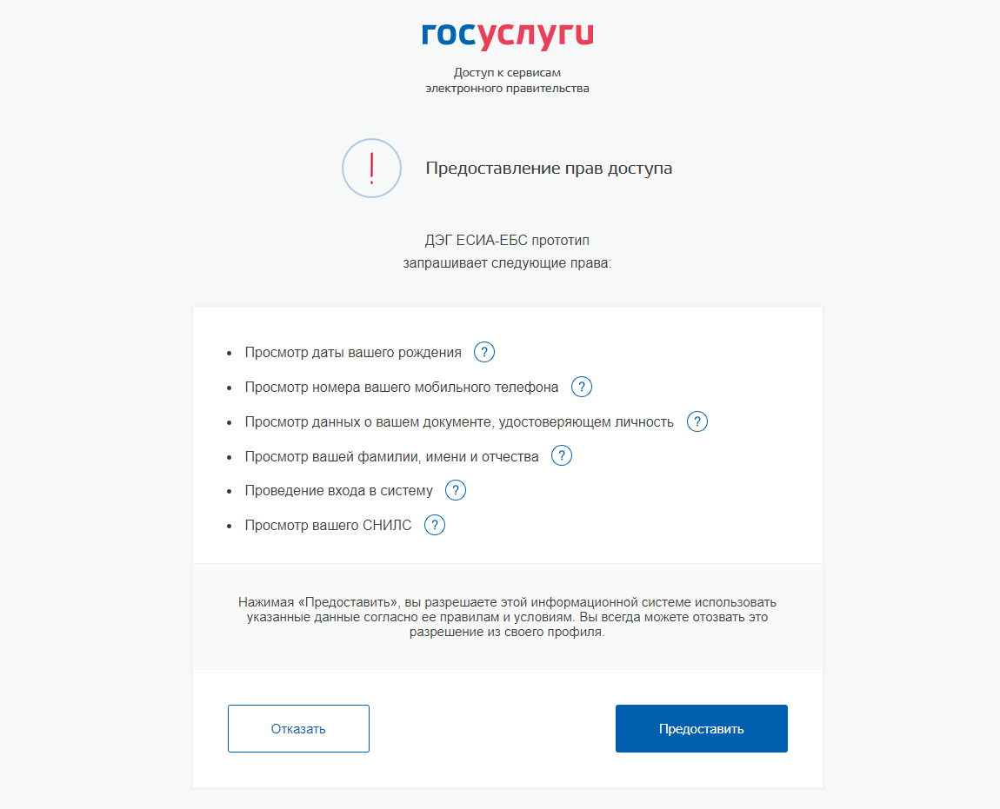 госуслуги
Доступ к сервисам
электронного правительства
!
Предоставление прав доступа
ДЭГ ЕСИА-ЕБС прототип
запрашивает следующие права:
• Просмотр даты вашего рождения ?
• Просмотр номера вашего мобильного телефона ?
• Просмотр данных о вашем документе, удостоверяющем личность ?
• Просмотр вашей фамилии, имени и отчества ?
• Проведение входа в систему ?
• Просмотр вашего СНИЛС ?
Нажимая «Предоставить», вы разрешаете этой информационной системе использовать
указанные данные согласно ее правилам и условиям. Вы всегда можете отозвать это
разрешение из своего профиля.
Отказать
Предоставить